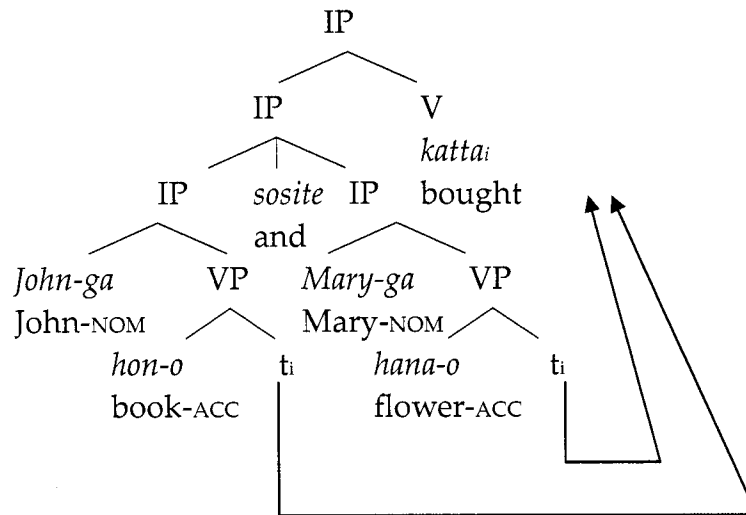 IP
IP V
kattai
IP sosite IP bought
and
John-ga VP Mary-ga VP
John-NOM Mary-NOM
hon-o ti hana-o ti
book-ACC flower-ACC